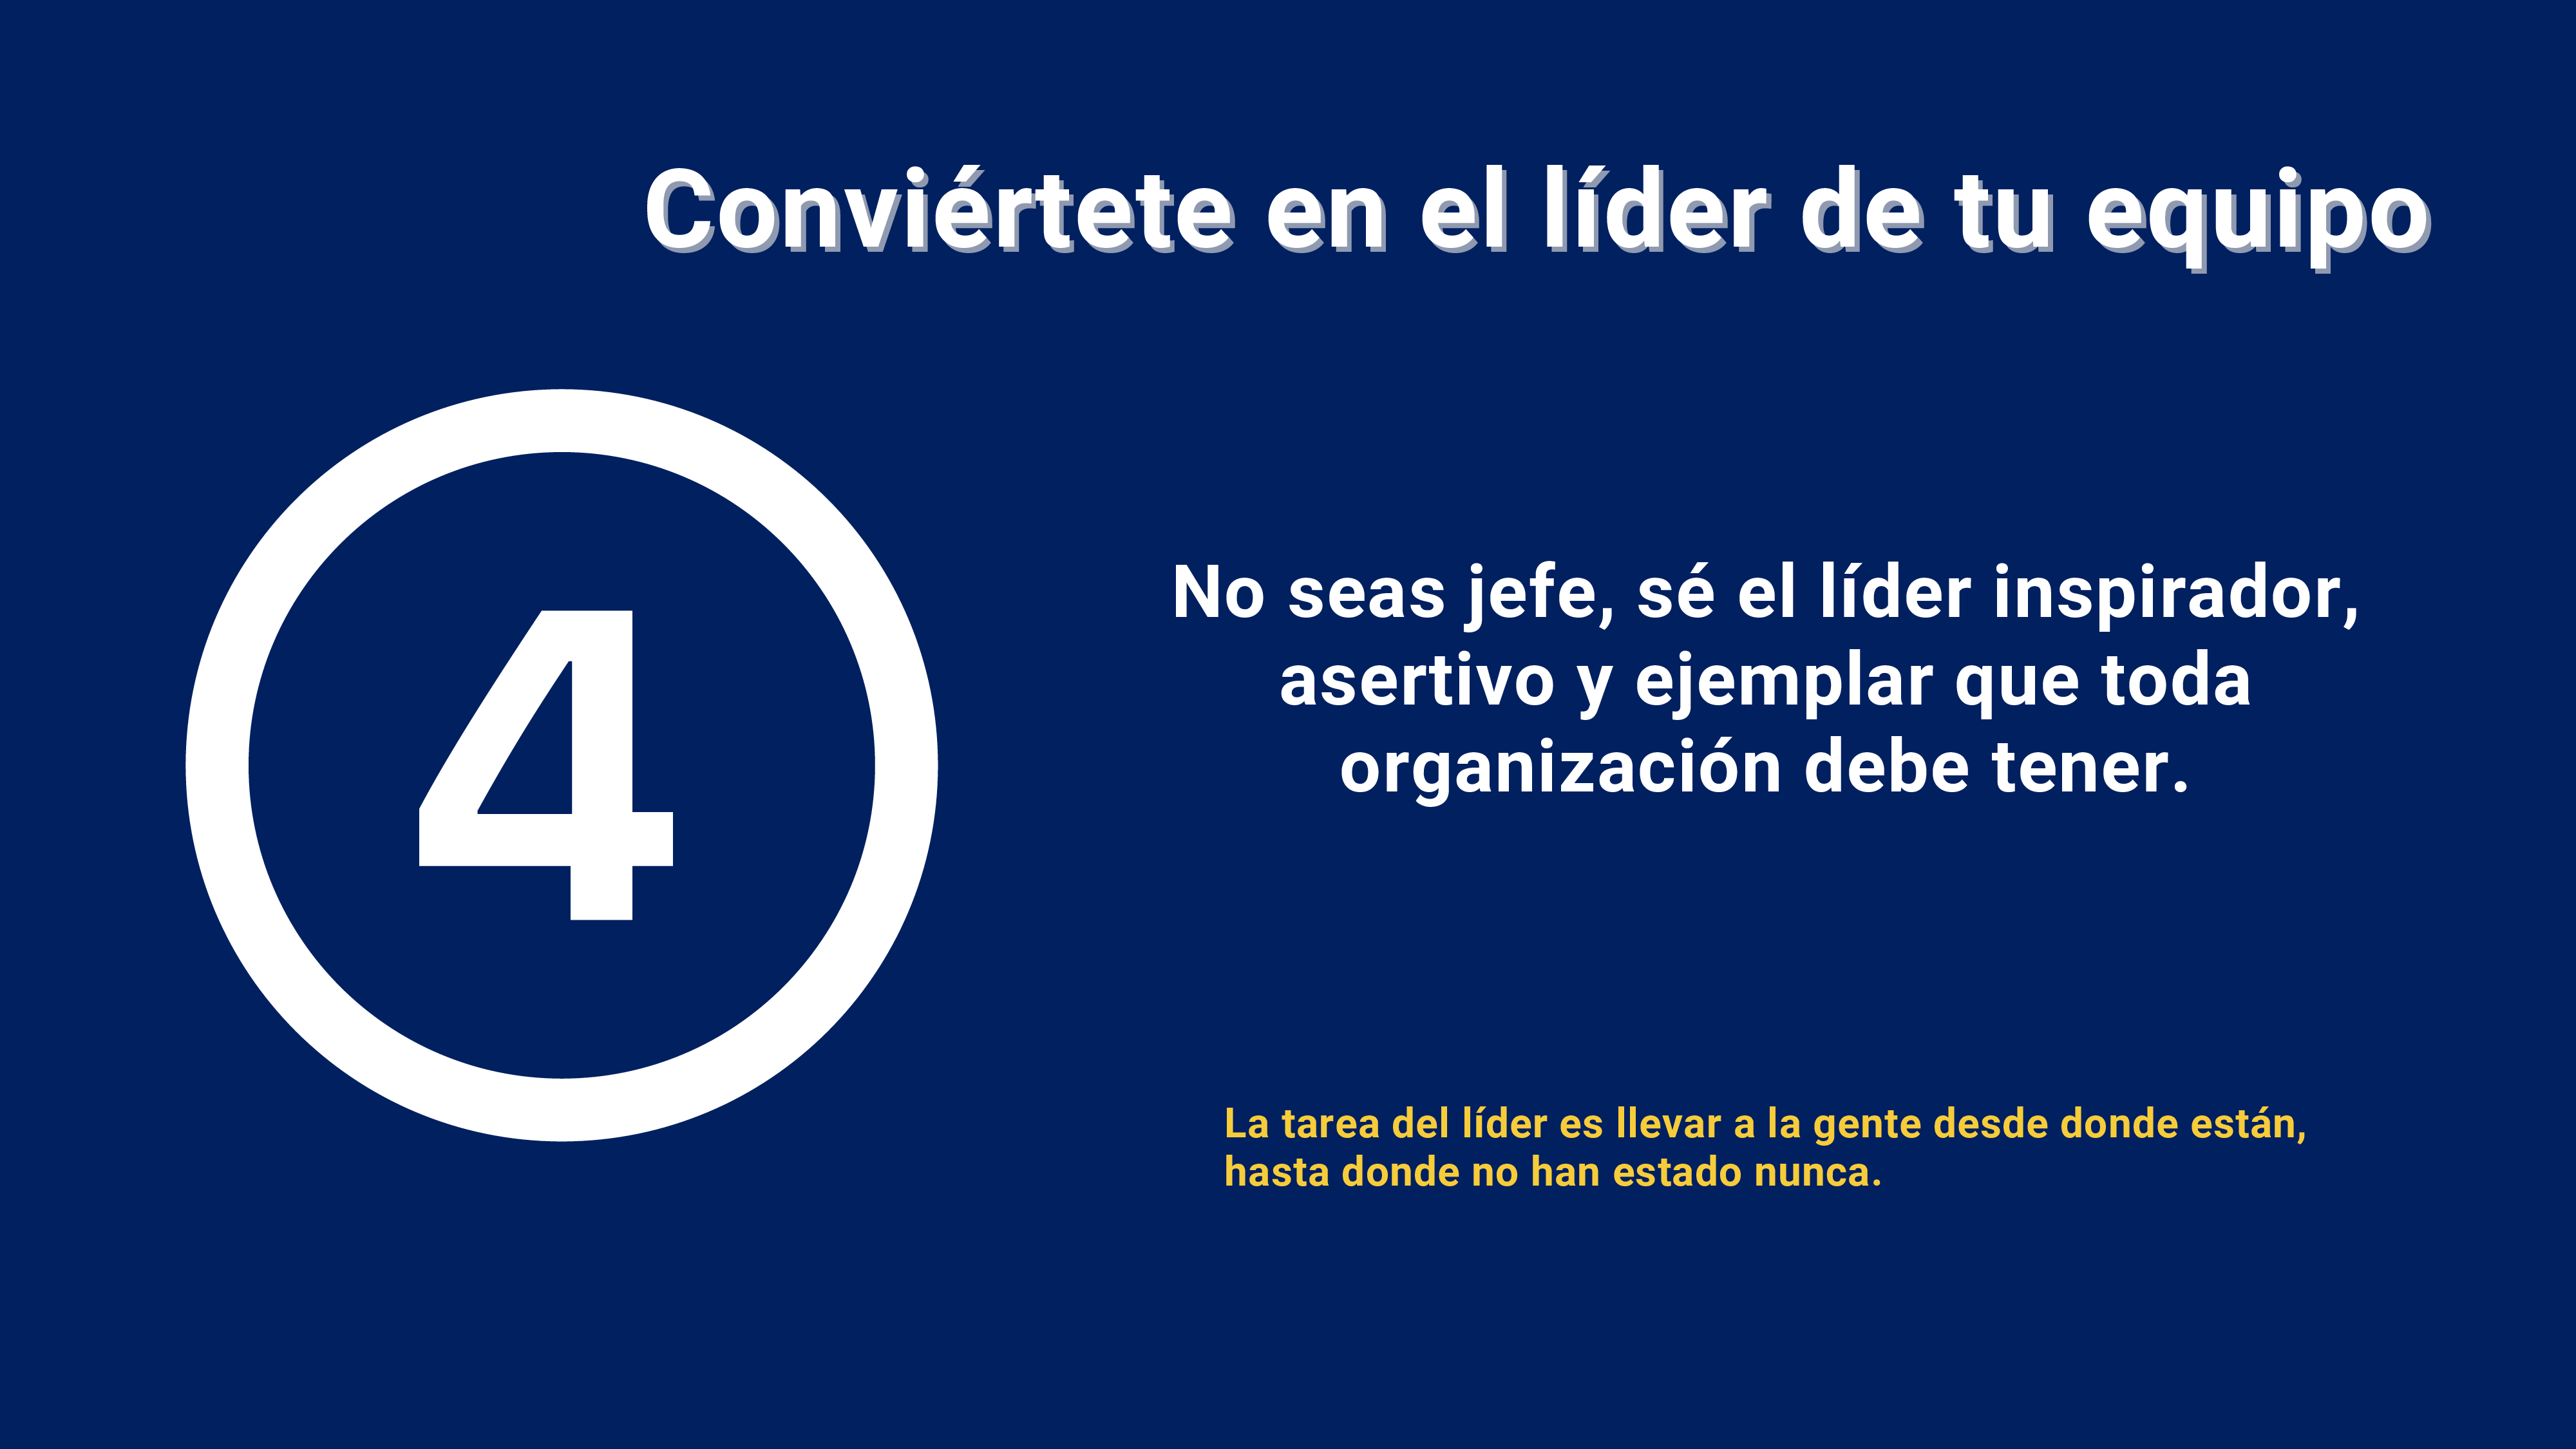 Conviértete en el líder de tu equipo
4
No seas jefe, sé el líder inspirador,
asertivo y ejemplar que toda
organización debe tener.
La tarea del líder es llevar a la gente desde donde están,
hasta donde no han estado nunca.